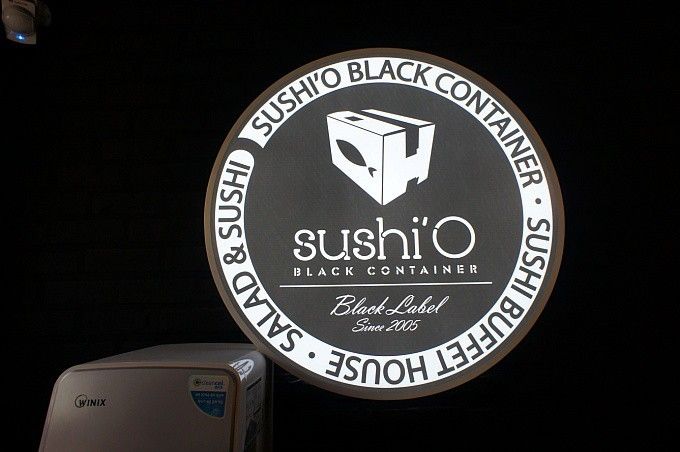 SUSHI'O BLACK CONTAINER • SUSHI BUFFET HOUSE • SALAD & SUSHI
sushi'O
BLACK CONTAINER
Black Label
Since 2005
WINIX